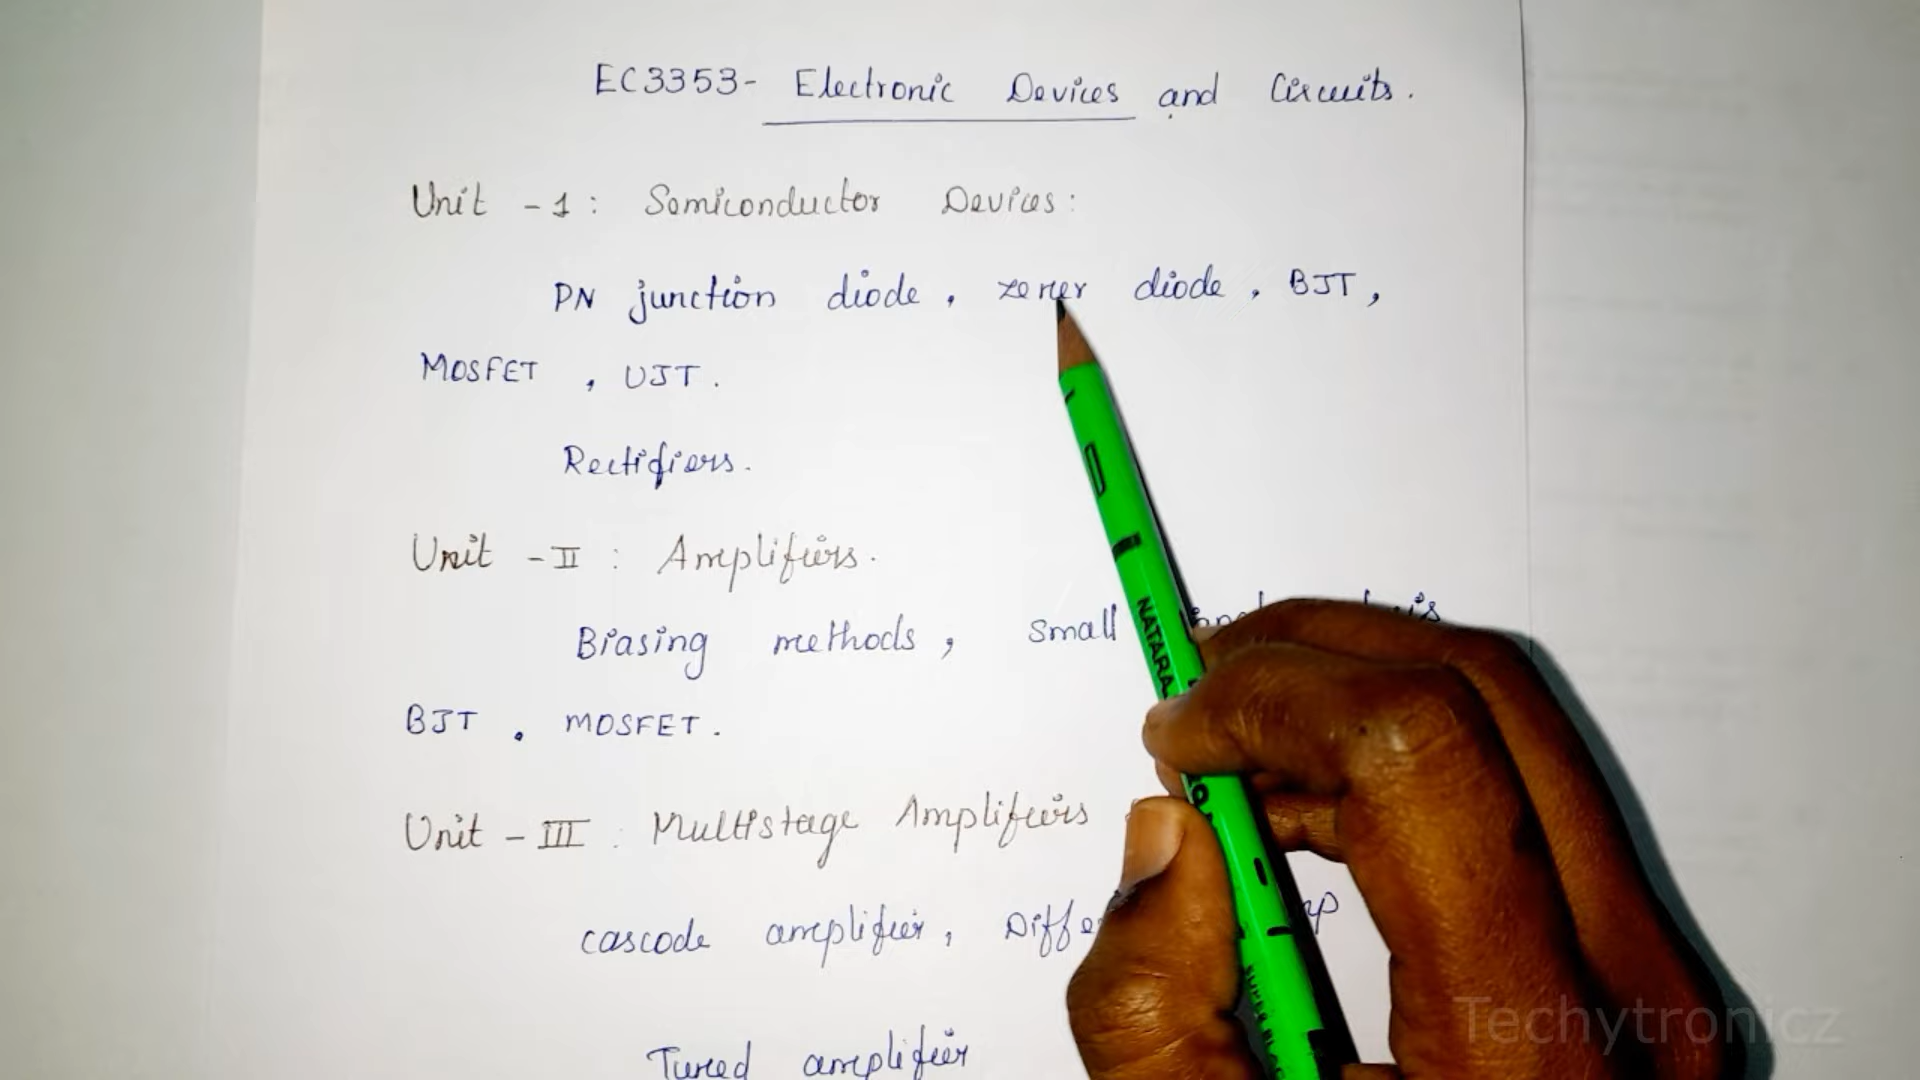 EC3353- Electronic Devices and Circuits.
Unit - 1 : Semiconductor Devices:
PN junction diode, zener diode, BJT,
MOSFET, UJT.
Rectifiers.
Unit - II : Amplifiers.
Biasing methods, small
BJT, MOSFET.
Unit - III : Multistage Amplifiers
cascode amplifier,
Tuned amplifier
NATARAJ
Techytronicz